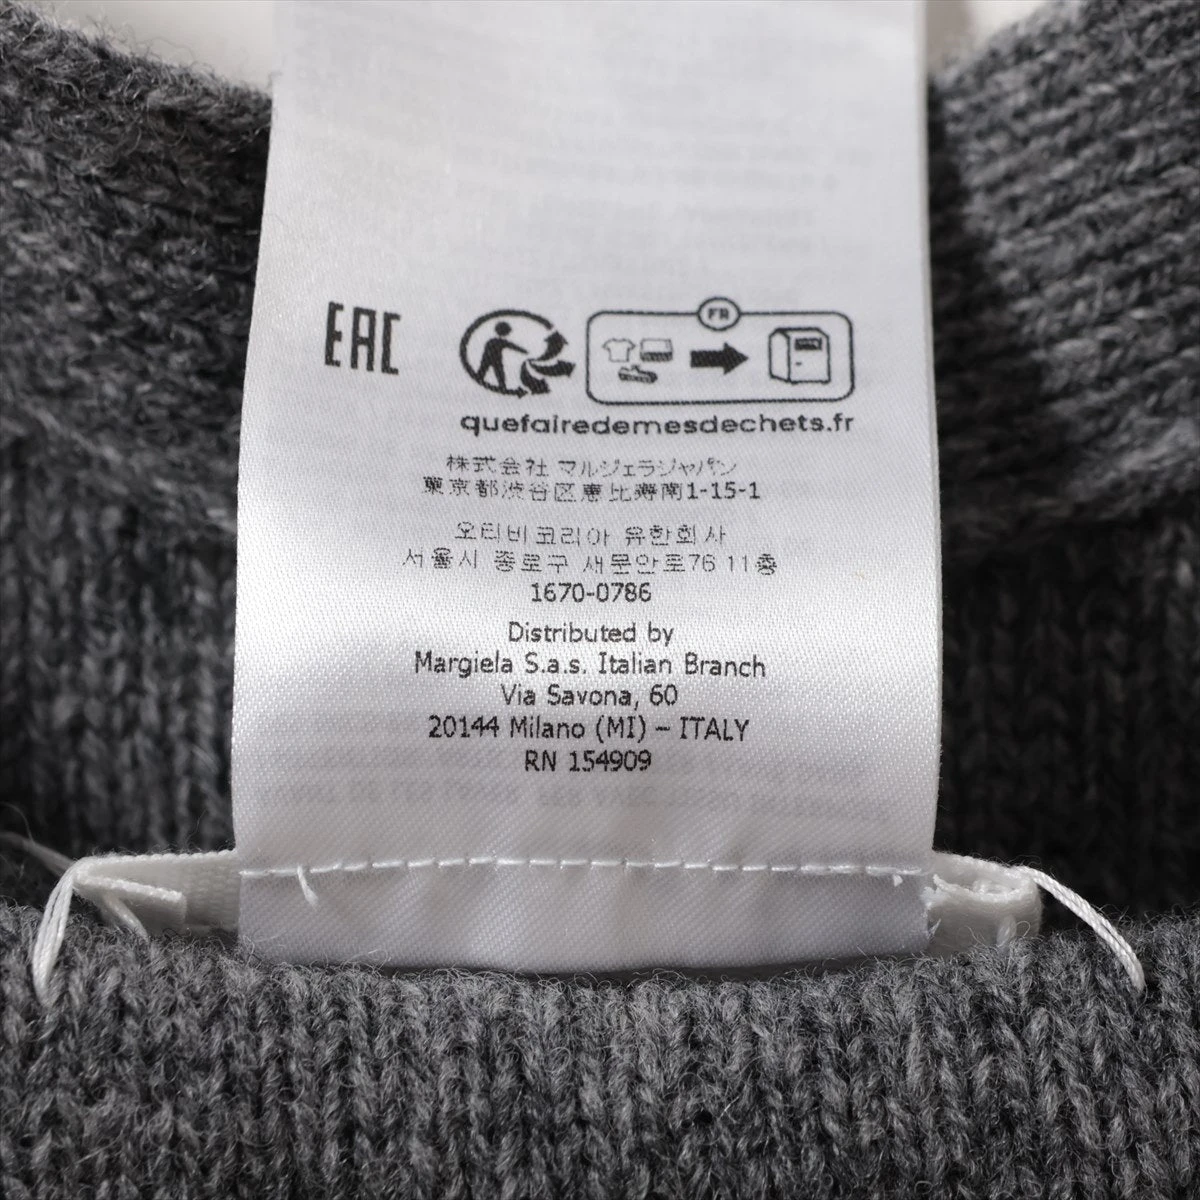 EAC
FR
quefairedemesdechets.fr
株式会社 マルジェラジャパン
東京都渋谷区恵比寿南1-15-1
오티비코리아 유한회사
서울시 종로구 새문안로76 11층
1670-0786
Distributed by
Margiela S.a.s. Italian Branch
Via Savona, 60
20144 Milano (MI) – ITALY
RN 154909